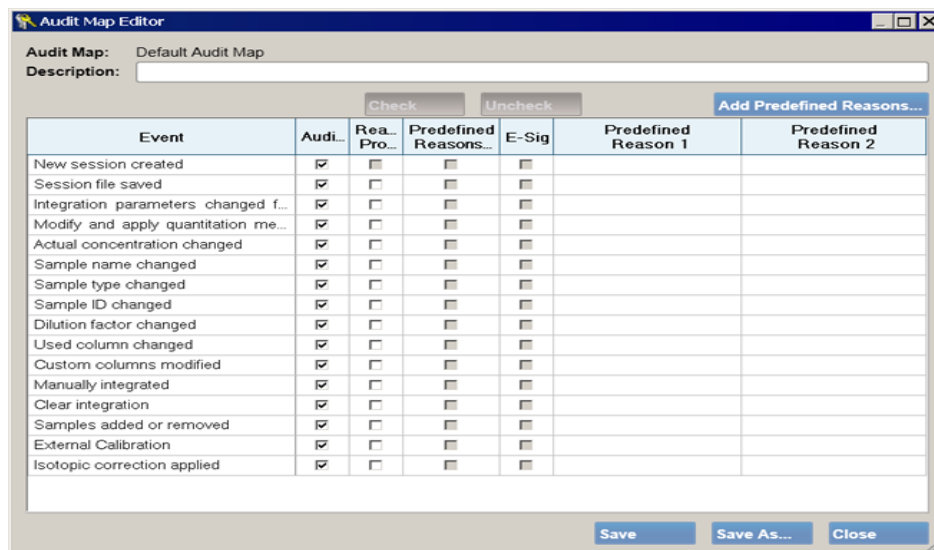 Audit Map Editor
Audit Map: Default Audit Map
Description:
Check Uncheck Add Predefined Reasons...
Event Audi... Rea... Pro... Predefined Reasons... E-Sig Predefined Reason 1 Predefined Reason 2
New session created
Session file saved
Integration parameters changed f...
Modify and apply quantitation me...
Actual concentration changed
Sample name changed
Sample type changed
Sample ID changed
Dilution factor changed
Used column changed
Custom columns modified
Manually integrated
Clear integration
Samples added or removed
External Calibration
Isotopic correction applied
Save Save As... Close